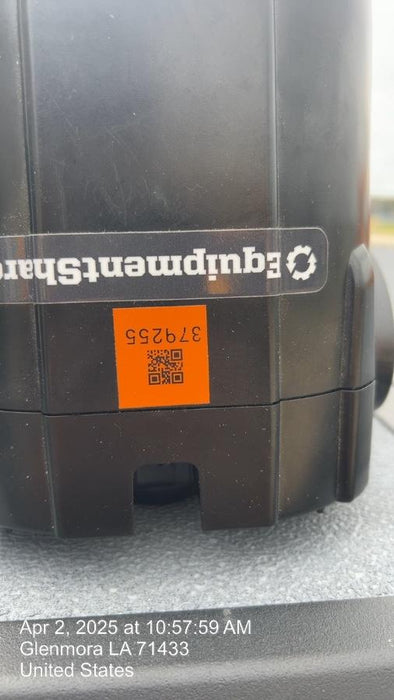 EquipmentShar
379255
Apr 2, 2025 at 10:57:59 AM
Glenmora LA 71433
United States